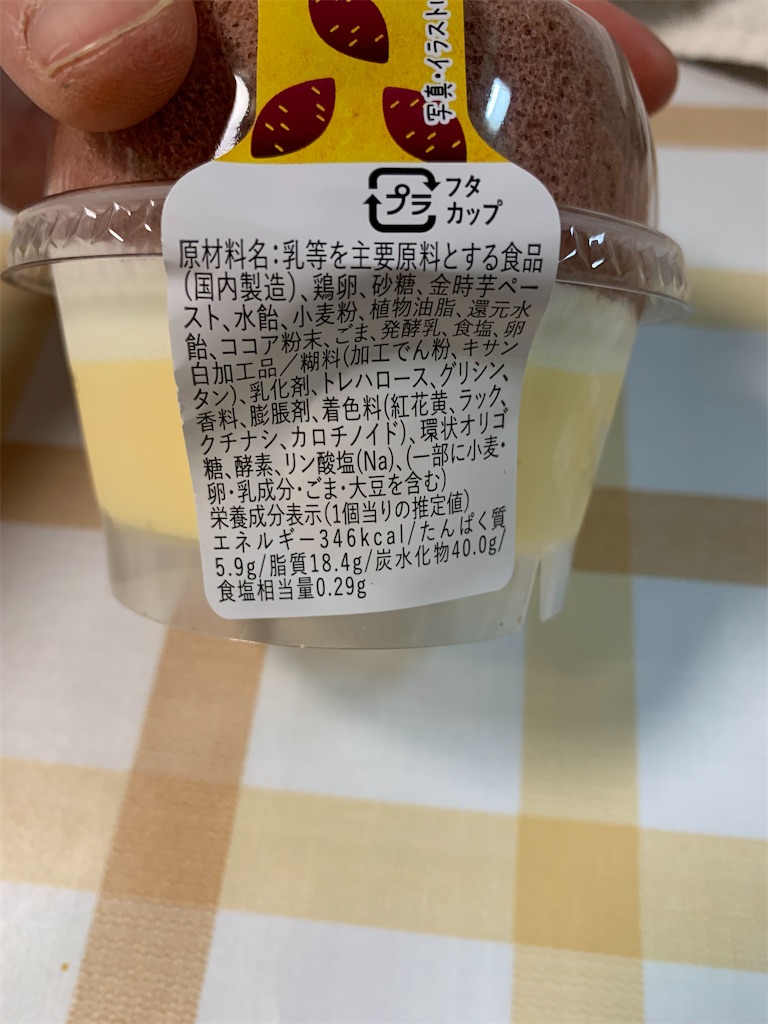 写真・イラスト
プラ
フタ
カップ
原材料名:乳等を主要原料とする食品
(国内製造)、鶏卵、砂糖、金時芋ペー
スト、水飴、小麦粉、植物油脂、還元水
飴、ココア粉末、ごま、発酵乳、食塩、卵
白加工品/糊料(加工でん粉、キサン
タン)、乳化剤、トレハロース、グリシン、
香料、膨脹剤、着色料(紅花黄、ラック、
クチナシ、カロチノイド)、環状オリゴ
糖、酵素、リン酸塩(Na)、(一部に小麦・
卵・乳成分・ごま・大豆を含む)
栄養成分表示(1個当りの推定値)
エネルギー346kcal/たんぱく質
5.9g/脂質18.4g/炭水化物40.0g/
食塩相当量0.29g